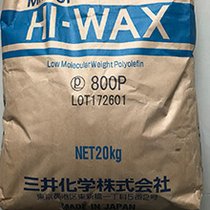 HI-WAX
Low Molecular Weight Polyolefin
Ⓟ 800P
LOT172601
NET20kg
三井化学株式会社
MADE IN JAPAN